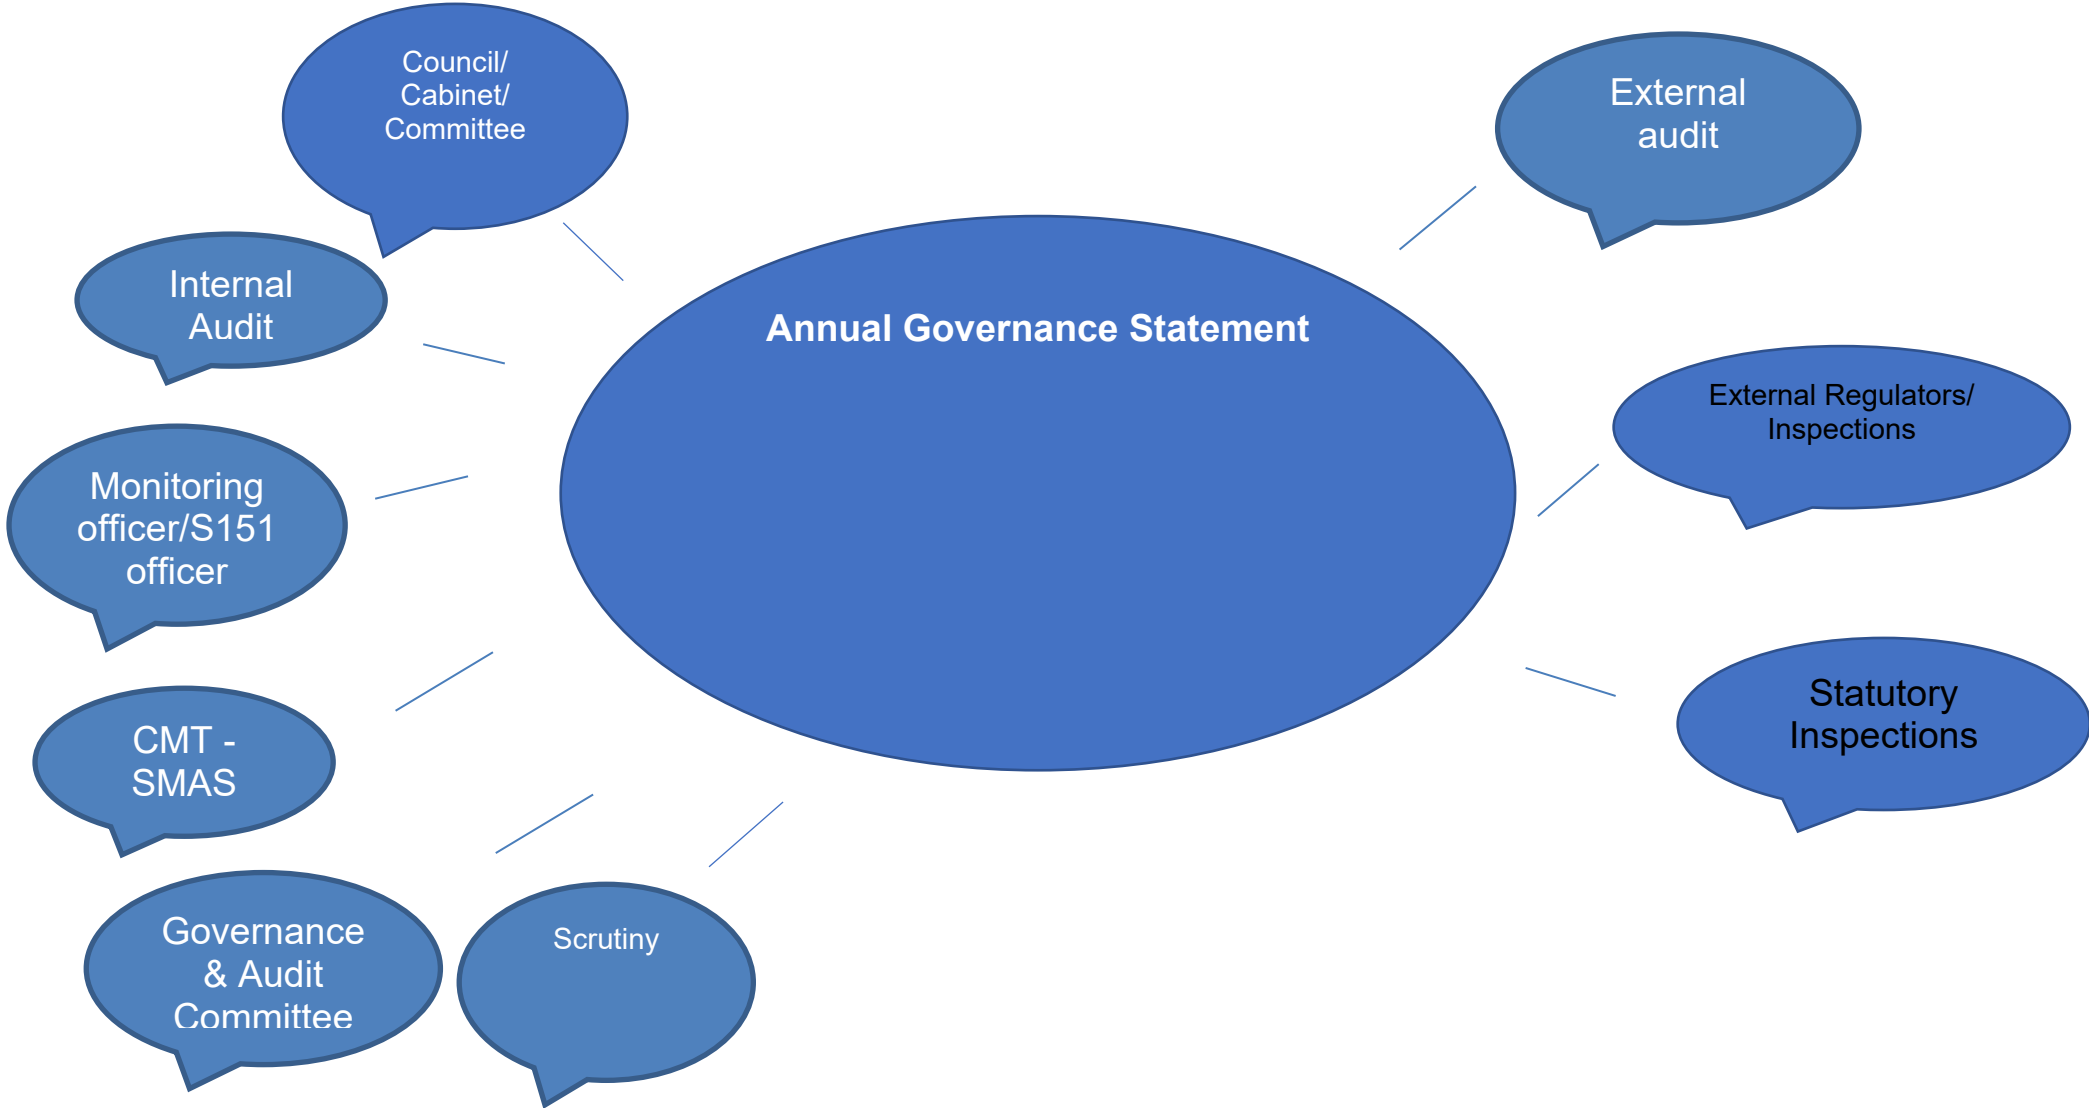 Council/
Cabinet/
Committee
External
audit
Internal
Audit
Annual Governance Statement
External Regulators/
Inspections
Monitoring
officer/S151
officer
Statutory
Inspections
CMT -
SMAS
Governance
& Audit
Committee
Scrutiny